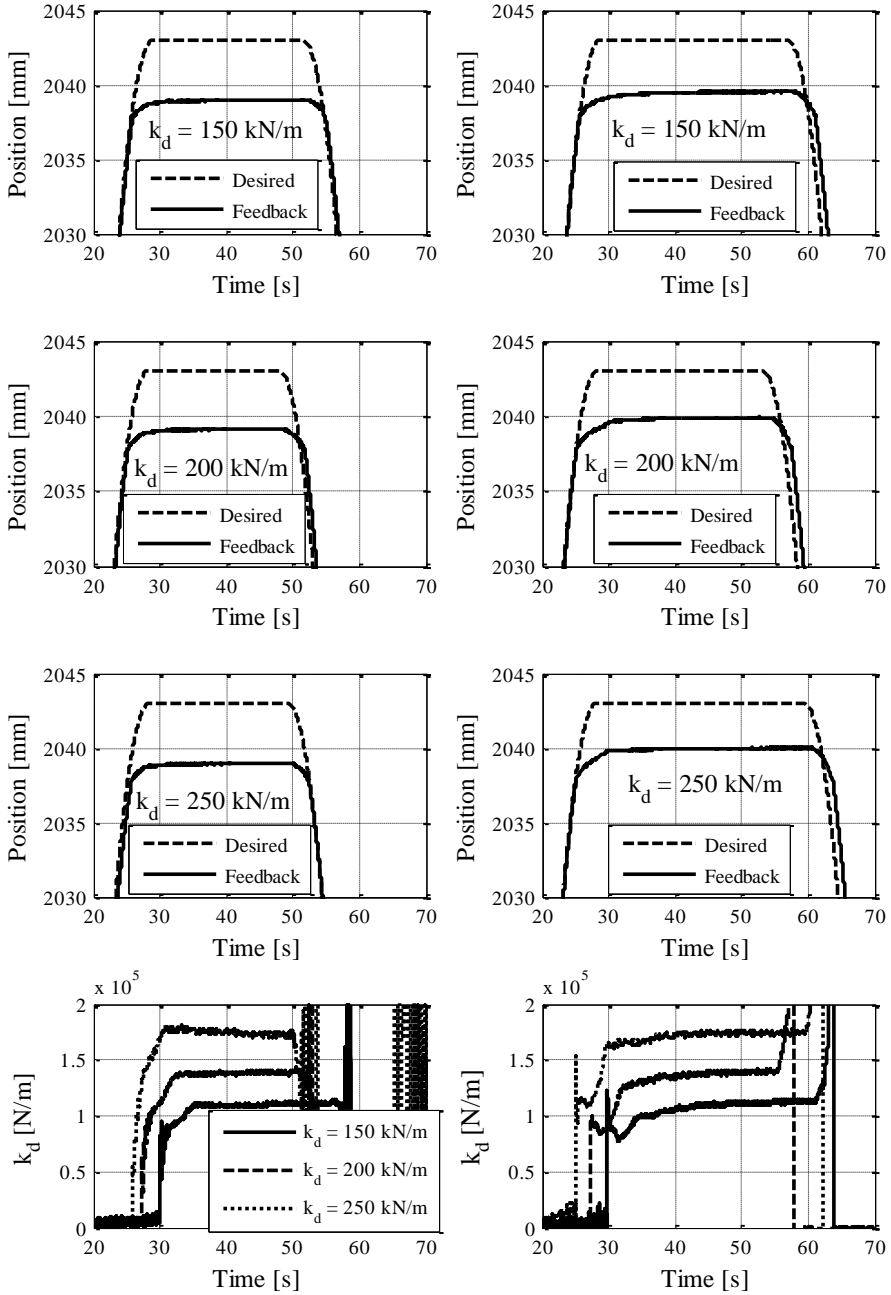 2045
2040
2035
2030
Position [mm]
k_d = 150 kN/m
Desired
Feedback
20 30 40 50 60 70
Time [s]
2045
2040
2035
2030
Position [mm]
k_d = 150 kN/m
Desired
Feedback
20 30 40 50 60 70
Time [s]
2045
2040
2035
2030
Position [mm]
k_d = 200 kN/m
Desired
Feedback
20 30 40 50 60 70
Time [s]
2045
2040
2035
2030
Position [mm]
k_d = 200 kN/m
Desired
Feedback
20 30 40 50 60 70
Time [s]
2045
2040
2035
2030
Position [mm]
k_d = 250 kN/m
Desired
Feedback
20 30 40 50 60 70
Time [s]
2045
2040
2035
2030
Position [mm]
k_d = 250 kN/m
Desired
Feedback
20 30 40 50 60 70
Time [s]
x 10^5
2
1.5
1
0.5
0
k_d [N/m]
k_d = 150 kN/m
k_d = 200 kN/m
k_d = 250 kN/m
20 30 40 50 60 70
Time [s]
x 10^5
2
1.5
1
0.5
0
k_d [N/m]
20 30 40 50 60 70
Time [s]